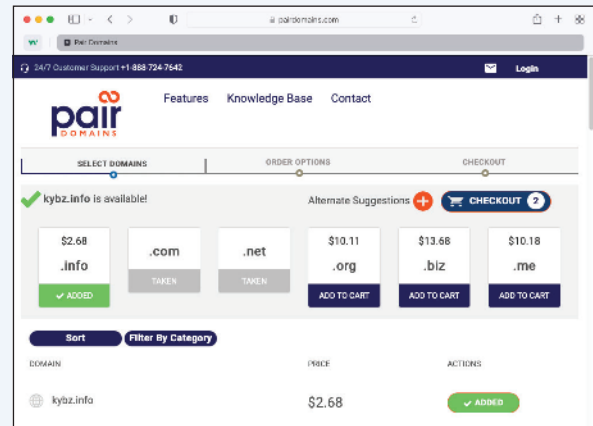 pairdomains.com
Pair Domains
24/7 Customer Support +1-888-724-7642
Login
pair
DOMAINS
Features Knowledge Base Contact
SELECT DOMAINS ORDER OPTIONS CHECKOUT
kybz.info is available! Alternate Suggestions CHECKOUT 2
$2.68 $10.11 $13.68 $10.18
.info .com .net .org .biz .me
ADDED TAKEN TAKEN ADD TO CART ADD TO CART ADD TO CART
Sort Filter By Category
DOMAIN PRICE ACTIONS
kybz.info $2.68 ADDED